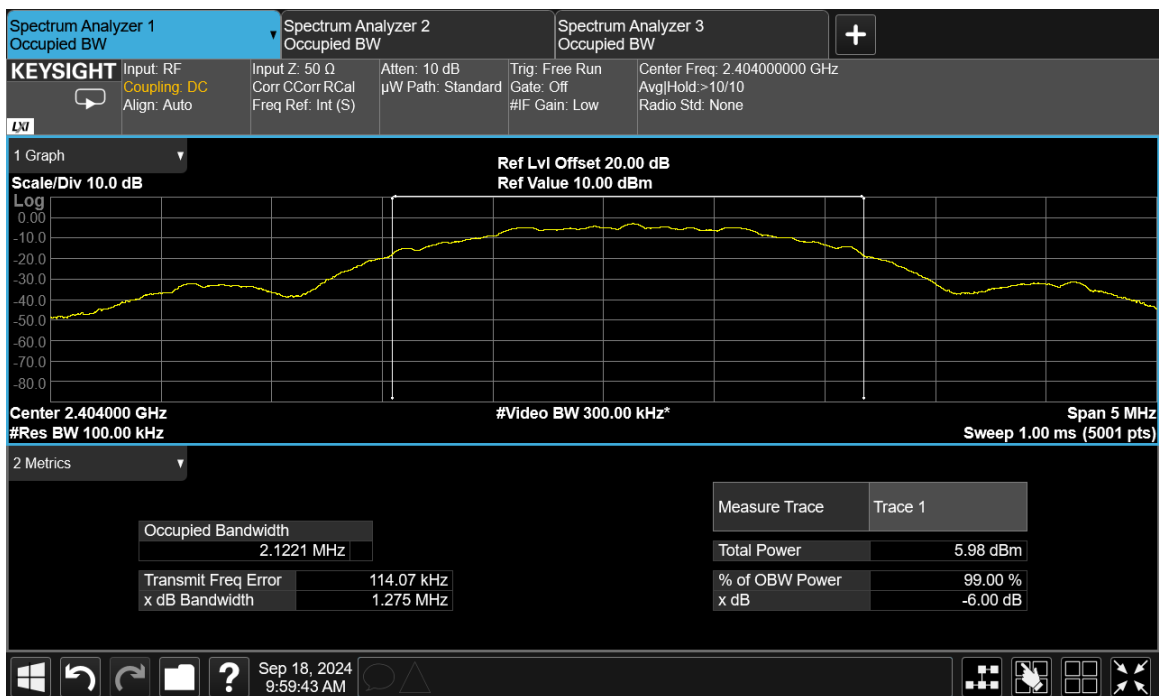 Spectrum Analyzer 1
Occupied BW
Spectrum Analyzer 2
Occupied BW
Spectrum Analyzer 3
Occupied BW
KEYSIGHT
LXI
Input: RF
Coupling: DC
Align: Auto
Input Z: 50 Ω
Corr CCorr RCal
Freq Ref: Int (S)
Atten: 10 dB
µW Path: Standard
Trig: Free Run
Gate: Off
#IF Gain: Low
Center Freq: 2.404000000 GHz
Avg|Hold:>10/10
Radio Std: None
1 Graph
Scale/Div 10.0 dB
Ref Lvl Offset 20.00 dB
Ref Value 10.00 dBm
Log
0.00
-10.0
-20.0
-30.0
-40.0
-50.0
-60.0
-70.0
-80.0
Center 2.404000 GHz
#Res BW 100.00 kHz
#Video BW 300.00 kHz*
Span 5 MHz
Sweep 1.00 ms (5001 pts)
2 Metrics
Occupied Bandwidth
2.1221 MHz
Transmit Freq Error 114.07 kHz
x dB Bandwidth 1.275 MHz
Measure Trace Trace 1
Total Power 5.98 dBm
% of OBW Power 99.00 %
x dB -6.00 dB
?
Sep 18, 2024
9:59:43 AM